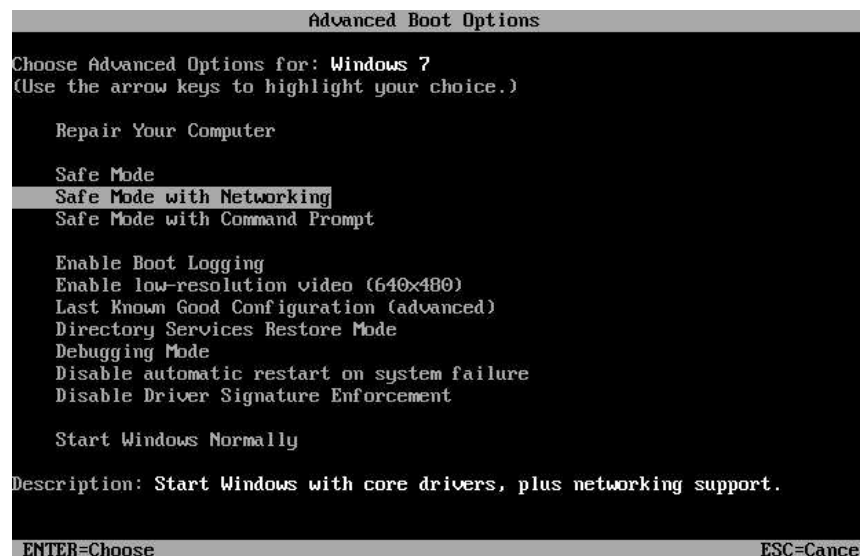 Advanced Boot Options
Choose Advanced Options for: Windows 7
(Use the arrow keys to highlight your choice.)
Repair Your Computer
Safe Mode
Safe Mode with Networking
Safe Mode with Command Prompt
Enable Boot Logging
Enable low-resolution video (640x480)
Last Known Good Configuration (advanced)
Directory Services Restore Mode
Debugging Mode
Disable automatic restart on system failure
Disable Driver Signature Enforcement
Start Windows Normally
Description: Start Windows with core drivers, plus networking support.
ENTER=Choose ESC=Cance